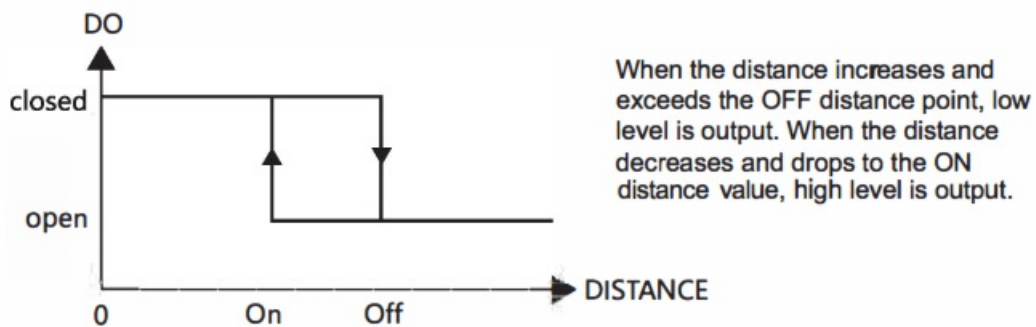 DO
closed
open
0
On
Off
DISTANCE
When the distance increases and
exceeds the OFF distance point, low
level is output. When the distance
decreases and drops to the ON
distance value, high level is output.